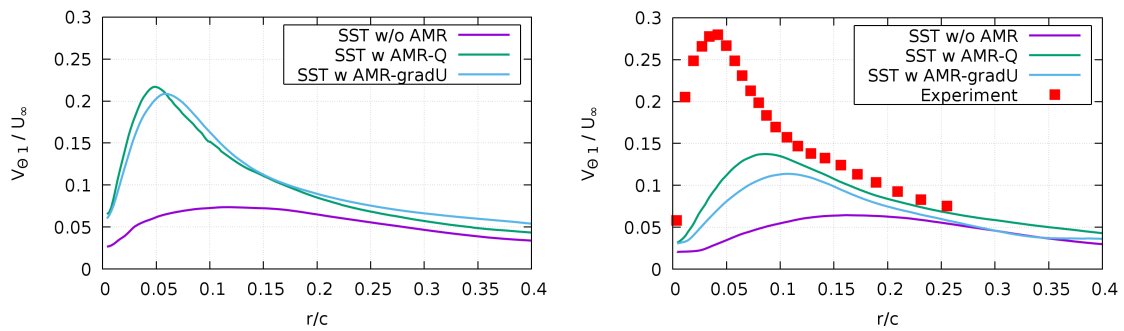 0.3
0.25
0.2
0.15
0.1
0.05
0
V_Θ 1 / U_∞
SST w/o AMR
SST w AMR-Q
SST w AMR-gradU
0 0.05 0.1 0.15 0.2 0.25 0.3 0.35 0.4
r/c
0.3
0.25
0.2
0.15
0.1
0.05
0
V_Θ 1 / U_∞
SST w/o AMR
SST w AMR-Q
SST w AMR-gradU
Experiment
0 0.05 0.1 0.15 0.2 0.25 0.3 0.35 0.4
r/c